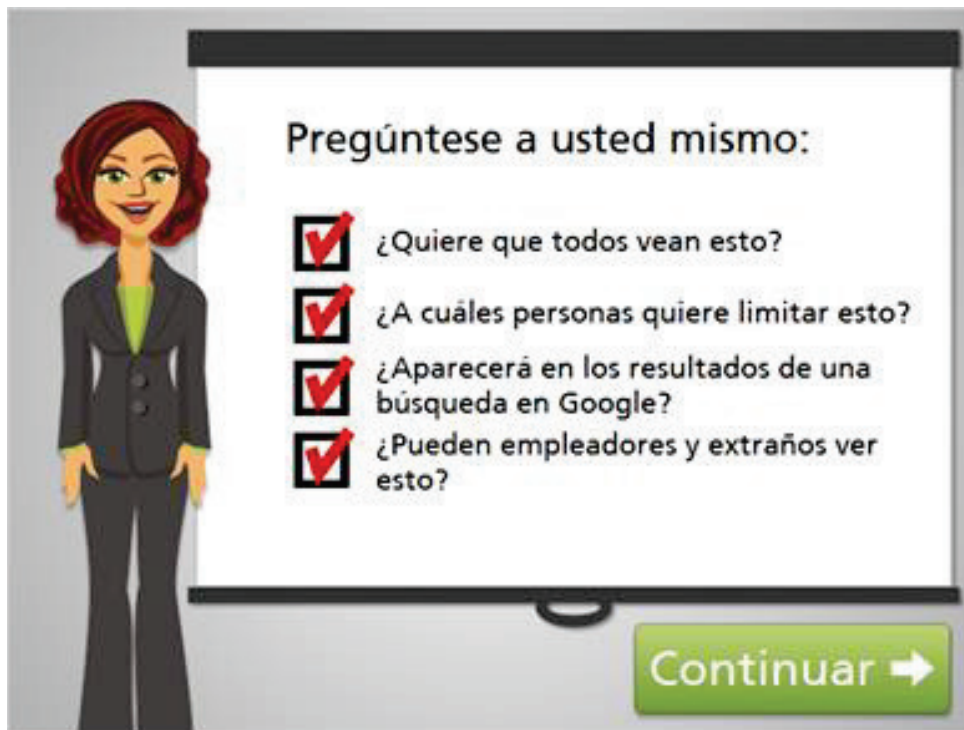 Pregúntese a usted mismo:
¿Quiere que todos vean esto?
¿A cuáles personas quiere limitar esto?
¿Aparecerá en los resultados de una
búsqueda en Google?
¿Pueden empleadores y extraños ver
esto?
Continuar